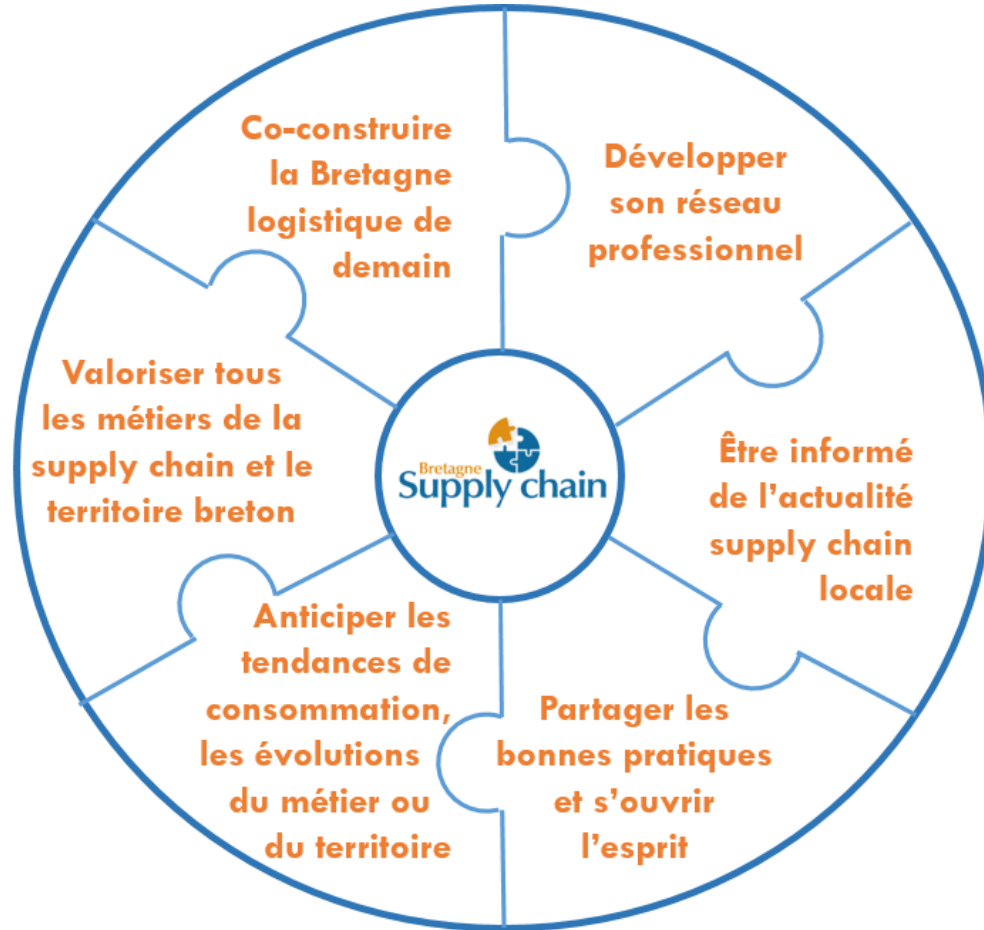 Co-construire
la Bretagne
logistique de
demain
Développer
son réseau
professionnel
Être informé
de l'actualité
supply chain
locale
Partager les
bonnes pratiques
et s'ouvrir
l'esprit
Anticiper les
tendances de
consommation,
les évolutions
du métier ou
du territoire
Valoriser tous
les métiers de la
supply chain et le
territoire breton
Bretagne
Supply chain